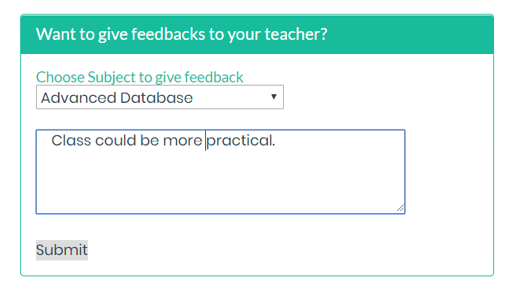 Want to give feedbacks to your teacher?
Choose Subject to give feedback
Advanced Database
Class could be more practical.
Submit